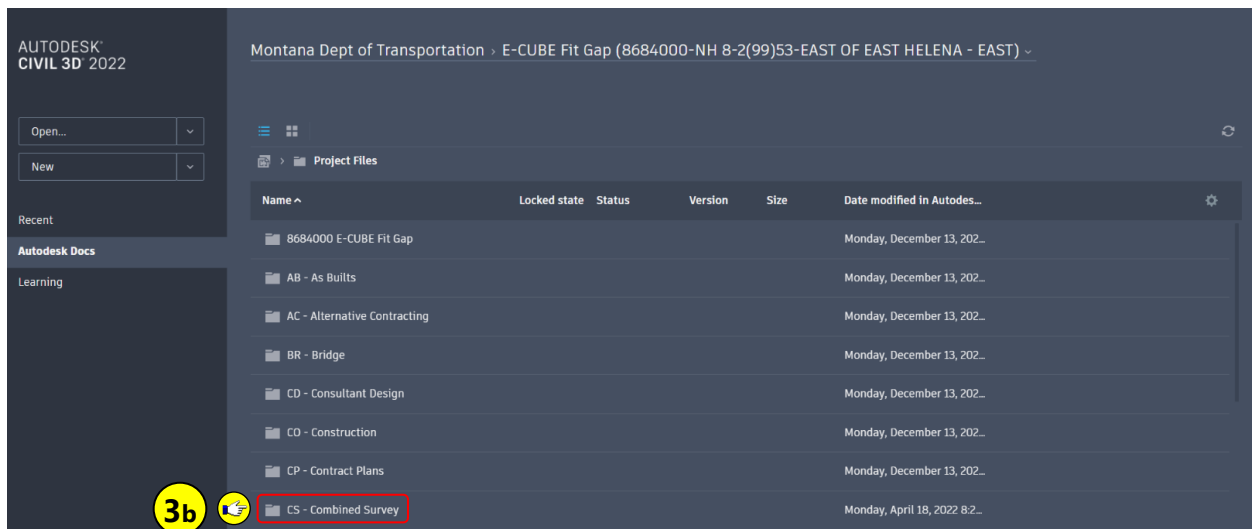 AUTODESK®
CIVIL 3D® 2022
Montana Dept of Transportation › E-CUBE Fit Gap (8684000-NH 8-2(99)53-EAST OF EAST HELENA - EAST)
Open...
New
Recent
Autodesk Docs
Learning
› Project Files
Name Locked state Status Version Size Date modified in Autodes...
8684000 E-CUBE Fit Gap Monday, December 13, 202...
AB - As Builts Monday, December 13, 202...
AC - Alternative Contracting Monday, December 13, 202...
BR - Bridge Monday, December 13, 202...
CD - Consultant Design Monday, December 13, 202...
CO - Construction Monday, December 13, 202...
CP - Contract Plans Monday, December 13, 202...
3b CS - Combined Survey Monday, April 18, 2022 8:2...